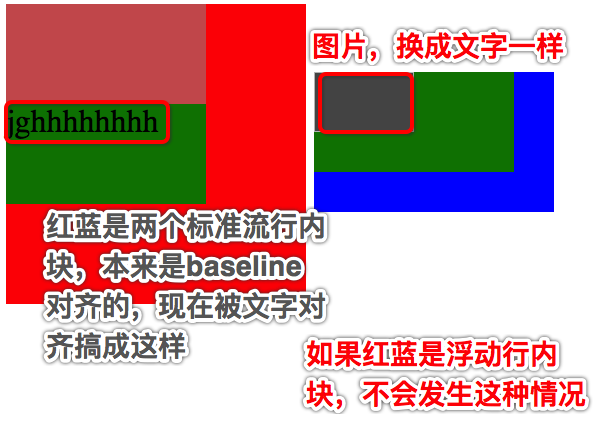 图片，换成文字一样
jghhhhhhhh
红蓝是两个标准流行内
块，本来是baseline
对齐的，现在被文字对
齐搞成这样
如果红蓝是浮动行内
块，不会发生这种情况